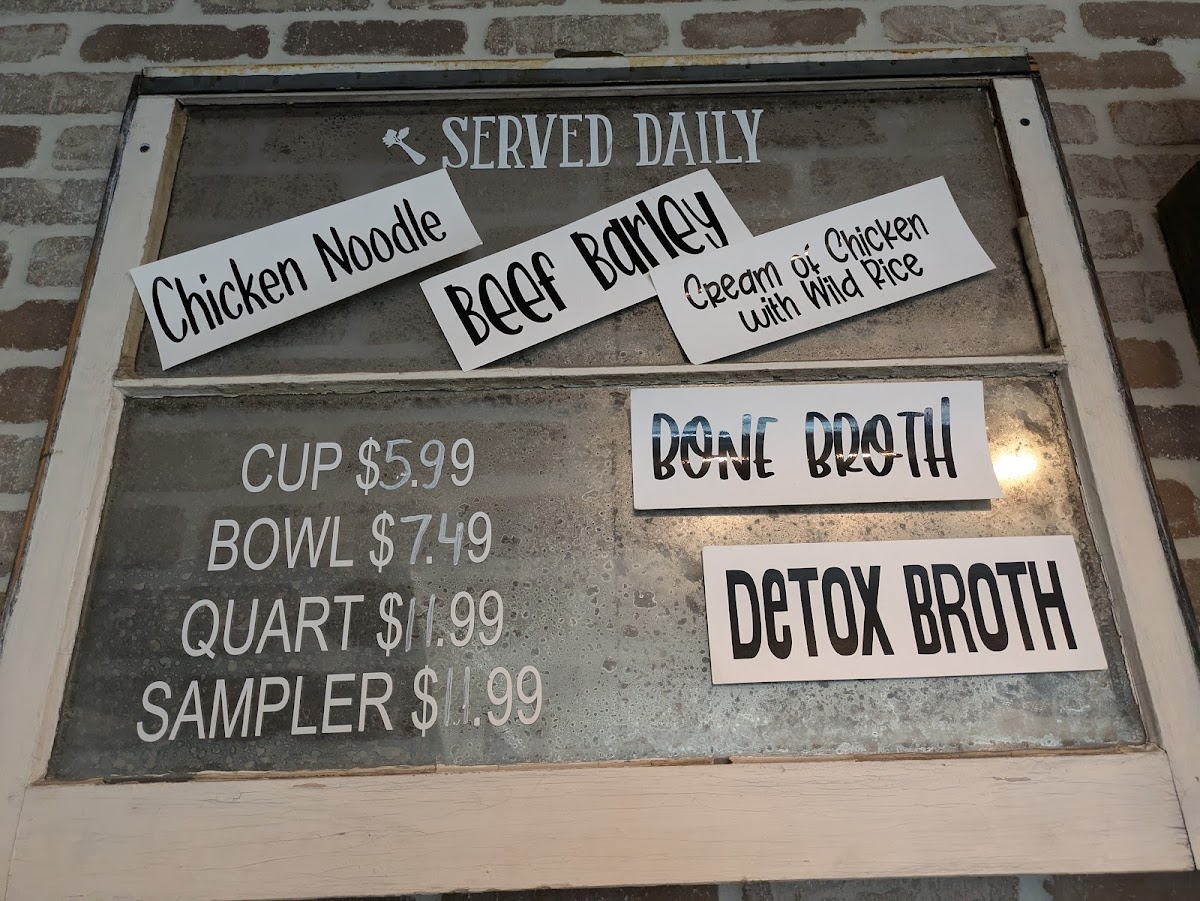 SERVED DAILY
Chicken Noodle
Beef Barley
Cream of Chicken
with Wild Rice
CUP $5.99
BOWL $7.49
QUART $11.99
SAMPLER $11.99
BONE BROTH
DeTOX BROTH